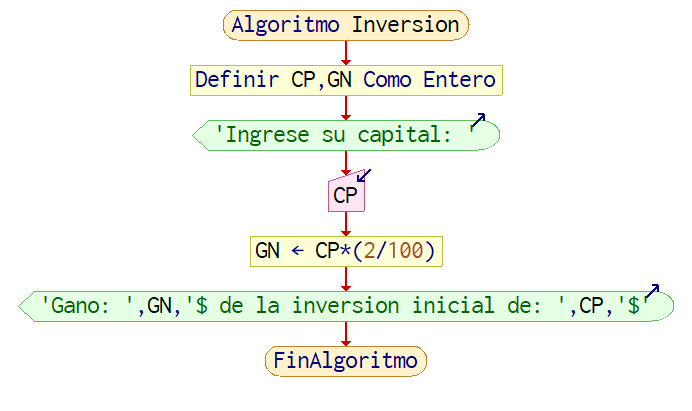 Algoritmo Inversion
Definir CP,GN Como Entero
'Ingrese su capital: '
CP
GN ← CP*(2/100)
'Gano: ',GN,'$ de la inversion inicial de: ',CP,'$'
FinAlgoritmo